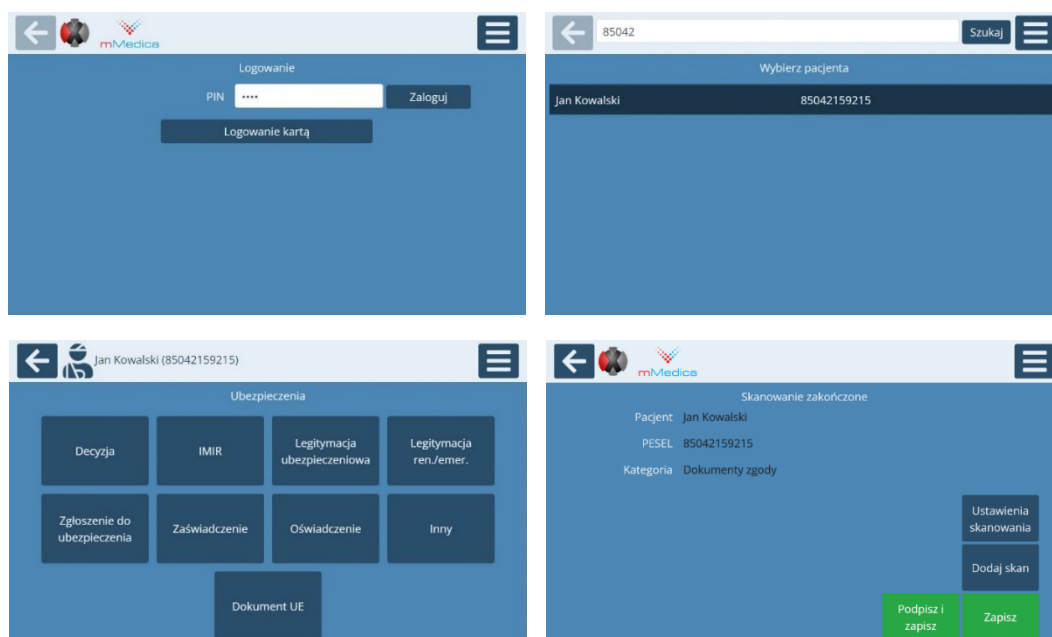 mMedica
Logowanie
PIN •••• Zaloguj
Logowanie kartą
85042 Szukaj
Wybierz pacjenta
Jan Kowalski 85042159215
Jan Kowalski (85042159215)
Ubezpieczenia
Decyzja
IMIR
Legitymacja
ubezpieczeniowa
Legitymacja
ren./emer.
Zgłoszenie do
ubezpieczenia
Zaświadczenie
Oświadczenie
Inny
Dokument UE
mMedica
Skanowanie zakończone
Pacjent Jan Kowalski
PESEL 85042159215
Kategoria Dokumenty zgody
Ustawienia
skanowania
Dodaj skan
Podpisz i
zapisz
Zapisz